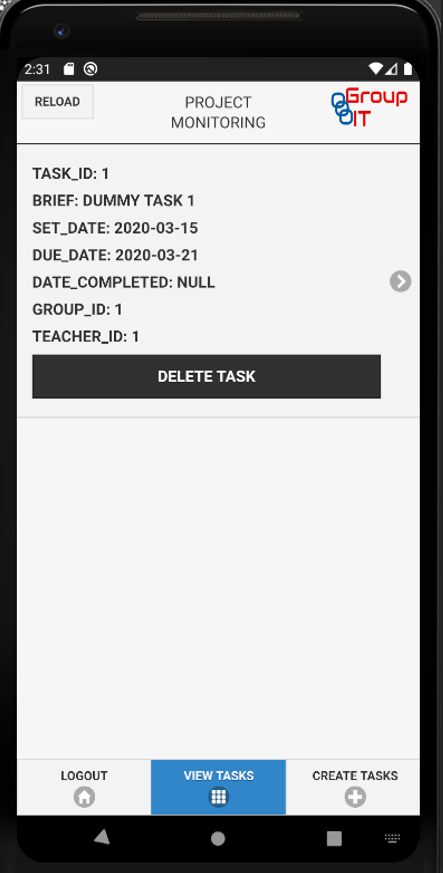 2:31
RELOAD
PROJECT
MONITORING
Group
IT
TASK_ID: 1
BRIEF: DUMMY TASK 1
SET_DATE: 2020-03-15
DUE_DATE: 2020-03-21
DATE_COMPLETED: NULL
GROUP_ID: 1
TEACHER_ID: 1
DELETE TASK
LOGOUT
VIEW TASKS
CREATE TASKS